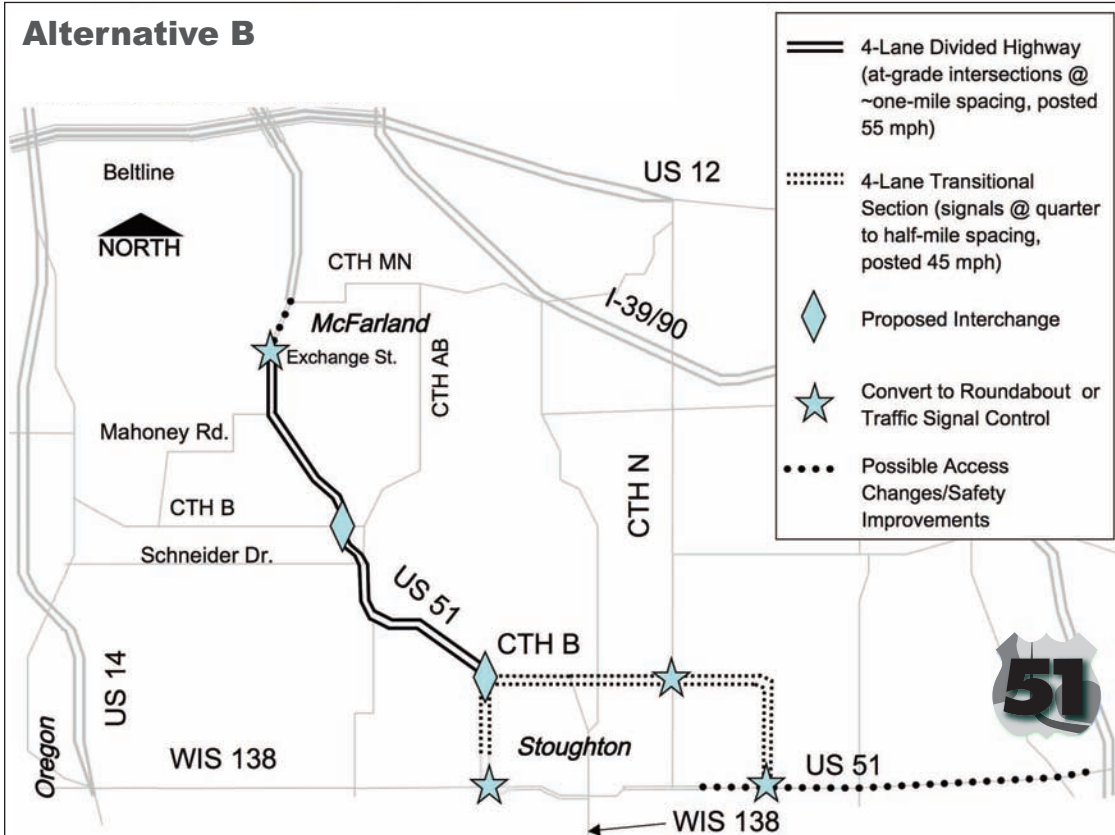 Alternative B
4-Lane Divided Highway
(at-grade intersections @
~one-mile spacing, posted
55 mph)
4-Lane Transitional
Section (signals @ quarter
to half-mile spacing,
posted 45 mph)
Proposed Interchange
Convert to Roundabout or
Traffic Signal Control
Possible Access
Changes/Safety
Improvements
Beltline
US 12
NORTH
CTH MN
I-39/90
McFarland
Exchange St.
CTH AB
Mahoney Rd.
CTH N
CTH B
Schneider Dr.
US 51
CTH B
US 14
51
Oregon
WIS 138
Stoughton
US 51
WIS 138